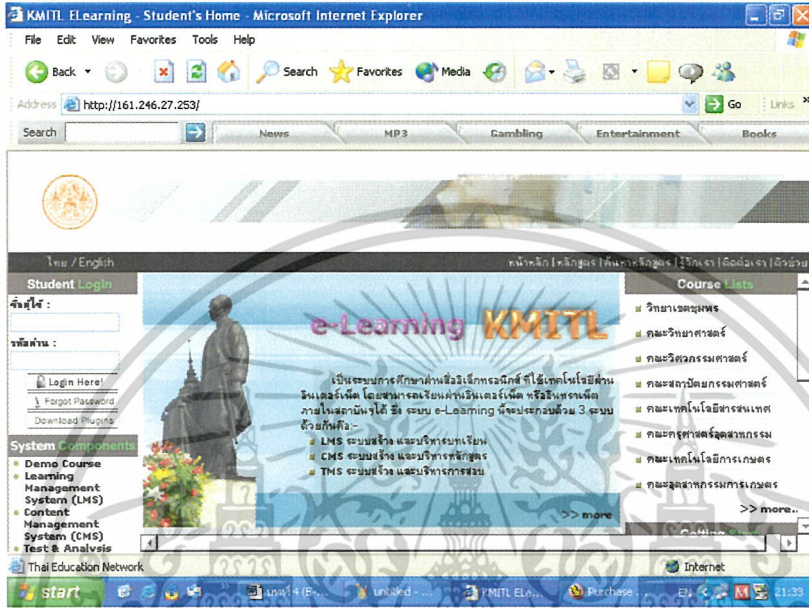 KMITL ELearning - Student's Home - Microsoft Internet Explorer
File Edit View Favorites Tools Help
Back Search Favorites Media
Address http://161.246.27.253/ Go Links »
Search News MP3 Gambling Entertainment Books
ไทย / English หน้าหลัก | หลักสูตร | ค้นหาหลักสูตร | รู้จักเรา | ติดต่อเรา | ตัวช่วย
Student Login
ชื่อผู้ใช้ :
รหัสผ่าน :
Login Here!
Forgot Password
Download Plugins
System Components
Demo Course
Learning
Management
System (LMS)
Content
Management
System (CMS)
Test & Analysis
e-Learning KMITL
เป็นระบบการศึกษาผ่านสื่ออิเล็กทรอนิกส์ ที่ใช้เทคโนโลยีผ่าน
อินเตอร์เน็ต โดยสามารถเรียนผ่านอินเตอร์เน็ต หรืออินทราเน็ต
ภายในสถาบันฯได้ ซึ่ง ระบบ e-Learning นี้จะประกอบด้วย 3 ระบบ
ด้วยกันคือ:-
LMS ระบบสร้าง และบริหารบทเรียน
CMS ระบบสร้าง และบริหารหลักสูตร
TMS ระบบสร้าง และบริหารการสอบ
>> more
Course Lists
วิทยาเขตชุมพร
คณะวิทยาศาสตร์
คณะวิศวกรรมศาสตร์
คณะสถาปัตยกรรมศาสตร์
คณะเทคโนโลยีสารสนเทศ
คณะครุศาสตร์อุตสาหกรรม
คณะเทคโนโลยีการเกษตร
คณะอุตสาหกรรมการเกษตร
>> more..
Thai Education Network Internet
start บทที่ 4 (E-... untitled - ... KMITL ELe... Purchase ... EN 21:33